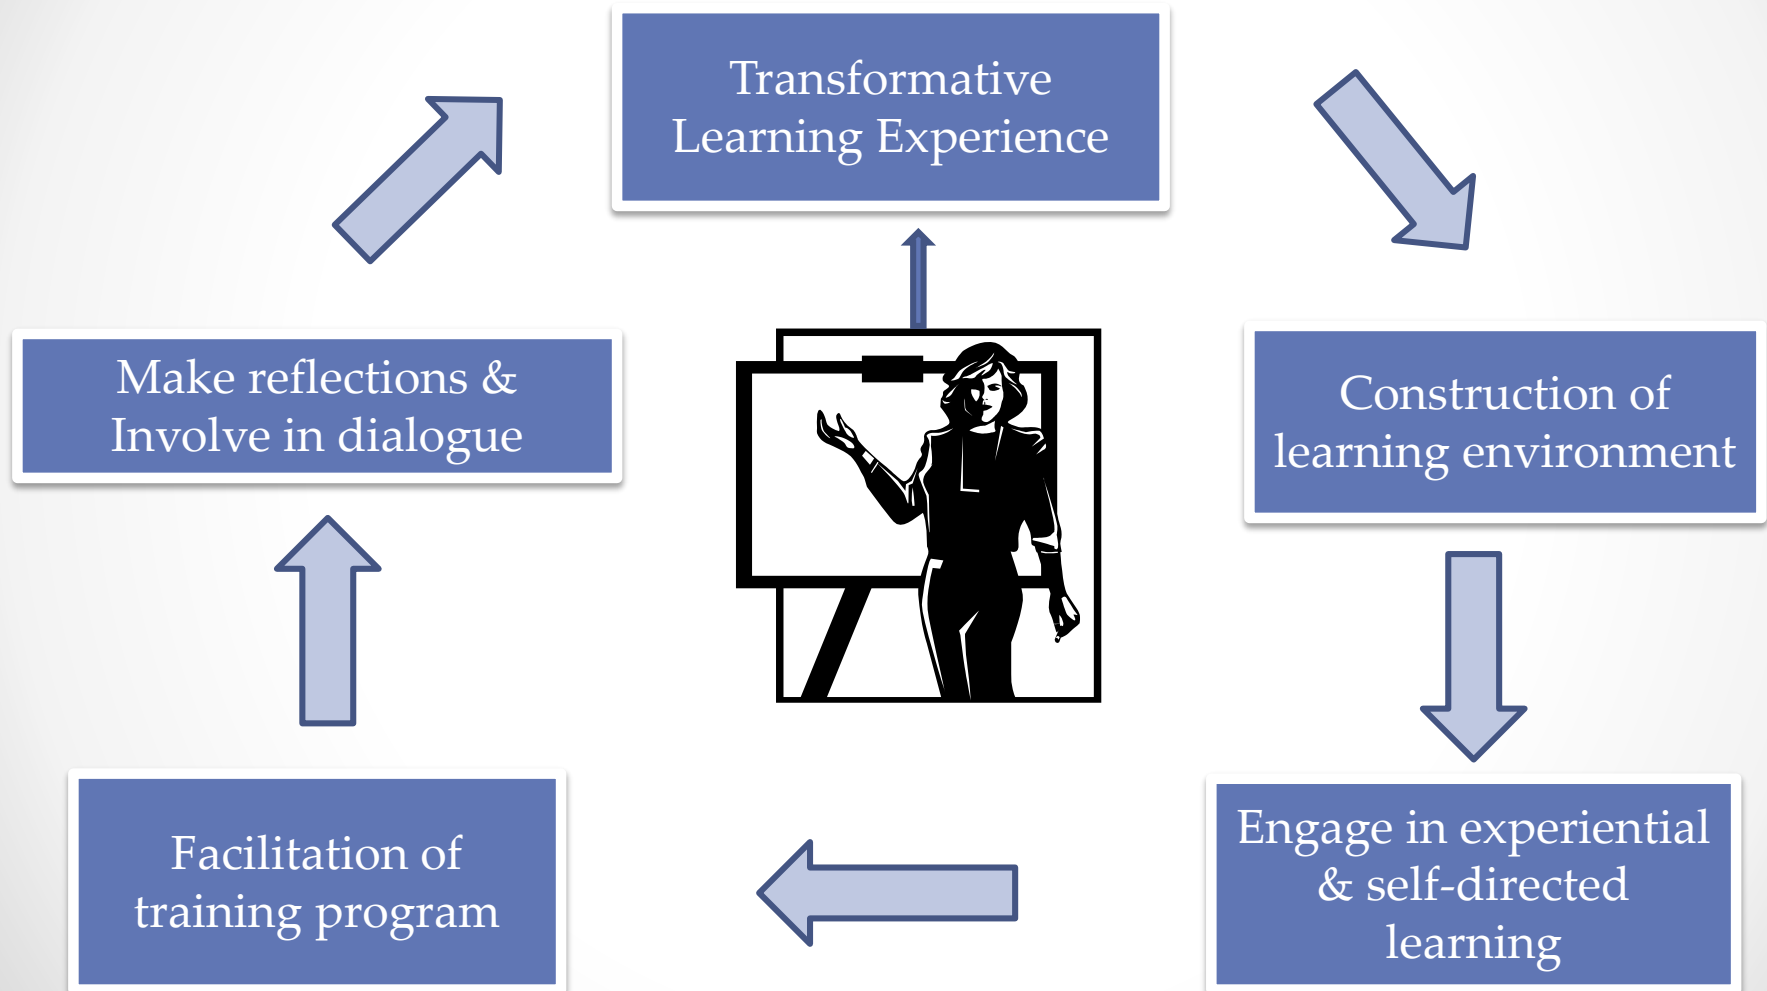 Transformative
Learning Experience
Make reflections &
Involve in dialogue
Construction of
learning environment
Facilitation of
training program
Engage in experiential
& self-directed
learning